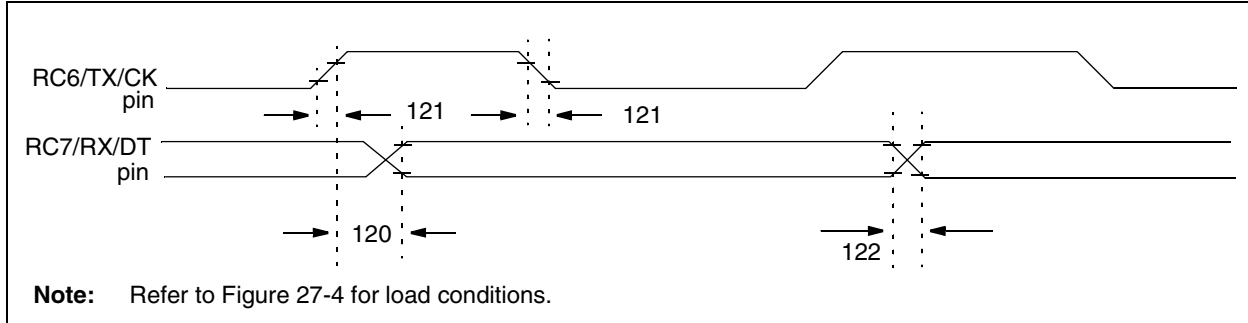 RC6/TX/CK
pin
121
121
RC7/RX/DT
pin
120
122
Note: Refer to Figure 27-4 for load conditions.